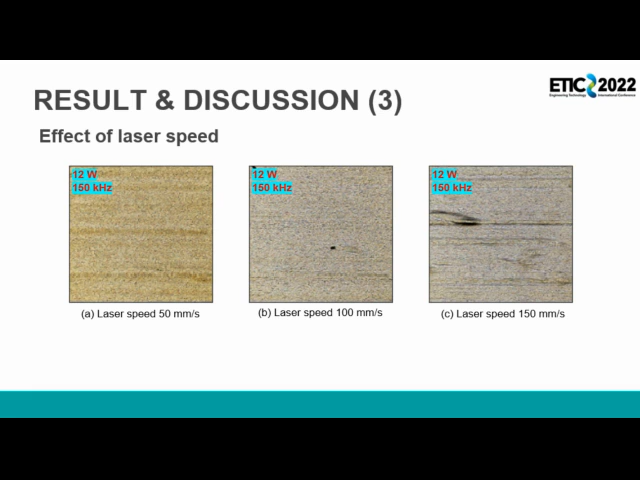 ETIC 2022
Engineering Technology International Conference
RESULT & DISCUSSION (3)
Effect of laser speed
12 W
150 kHz
12 W
150 kHz
12 W
150 kHz
(a) Laser speed 50 mm/s
(b) Laser speed 100 mm/s
(c) Laser speed 150 mm/s